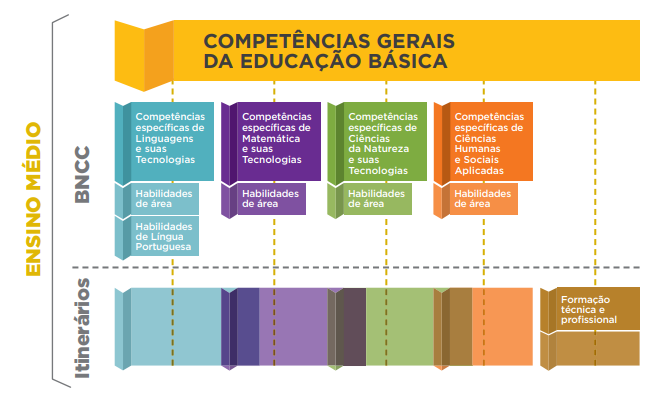 COMPETÊNCIAS GERAIS
DA EDUCAÇÃO BÁSICA
ENSINO MÉDIO
BNCC
Competências
específicas de
Linguagens
e suas
Tecnologias
Habilidades
de área
Habilidades
de Língua
Portuguesa
Competências
específicas de
Matemática
e suas
Tecnologias
Habilidades
de área
Competências
específicas de
Ciências
da Natureza
e suas
Tecnologias
Habilidades
de área
Competências
específicas de
Ciências
Humanas
e Sociais
Aplicadas
Habilidades
de área
Itinerários
Formação
técnica e
profissional